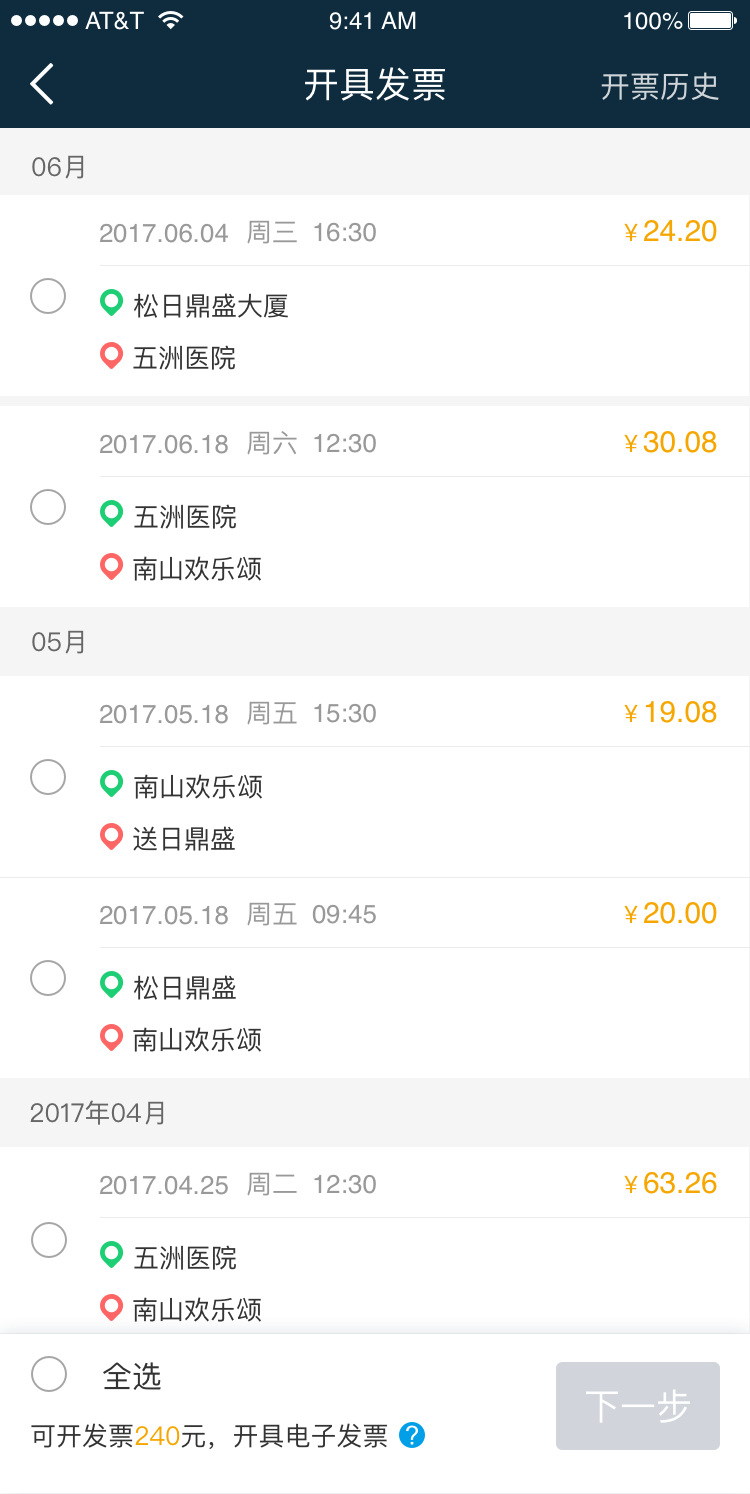 AT&T 9:41 AM 100%
开具发票 开票历史
06月
2017.06.04 周三 16:30 ¥24.20
松日鼎盛大厦
五洲医院
2017.06.18 周六 12:30 ¥30.08
五洲医院
南山欢乐颂
05月
2017.05.18 周五 15:30 ¥19.08
南山欢乐颂
送日鼎盛
2017.05.18 周五 09:45 ¥20.00
松日鼎盛
南山欢乐颂
2017年04月
2017.04.25 周二 12:30 ¥63.26
五洲医院
南山欢乐颂
全选
下一步
可开发票240元，开具电子发票 ?